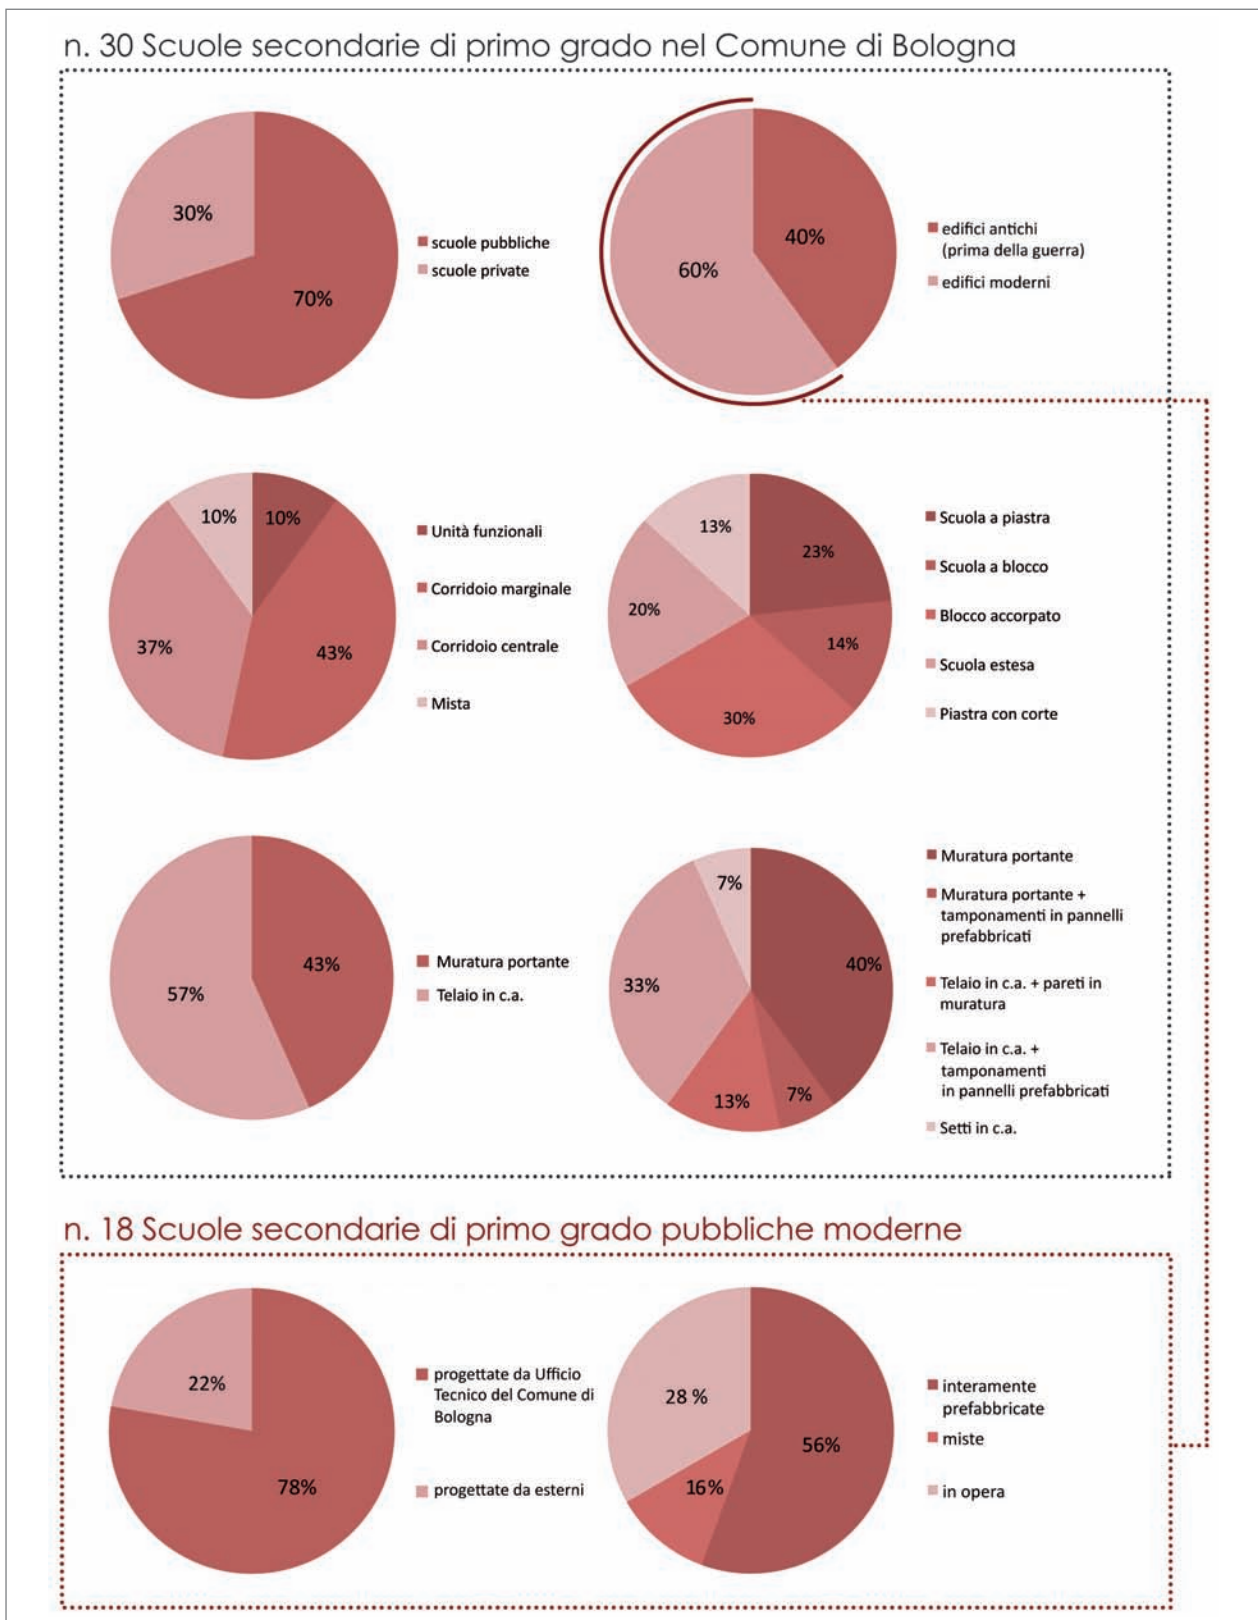 n. 30 Scuole secondarie di primo grado nel Comune di Bologna
30%
70%
scuole pubbliche
scuole private
60%
40%
edifici antichi
(prima della guerra)
edifici moderni
10%
10%
37%
43%
Unità funzionali
Corridoio marginale
Corridoio centrale
Mista
13%
23%
20%
14%
30%
Scuola a piastra
Scuola a blocco
Blocco accorpato
Scuola estesa
Piastra con corte
43%
57%
Muratura portante
Telaio in c.a.
7%
40%
33%
13%
7%
Muratura portante
Muratura portante +
tamponamenti in pannelli
prefabbricati
Telaio in c.a. + pareti in
muratura
Telaio in c.a. +
tamponamenti
in pannelli prefabbricati
Setti in c.a.
n. 18 Scuole secondarie di primo grado pubbliche moderne
22%
78%
progettate da Ufficio
Tecnico del Comune di
Bologna
progettate da esterni
28 %
56%
16%
interamente
prefabbricate
miste
in opera